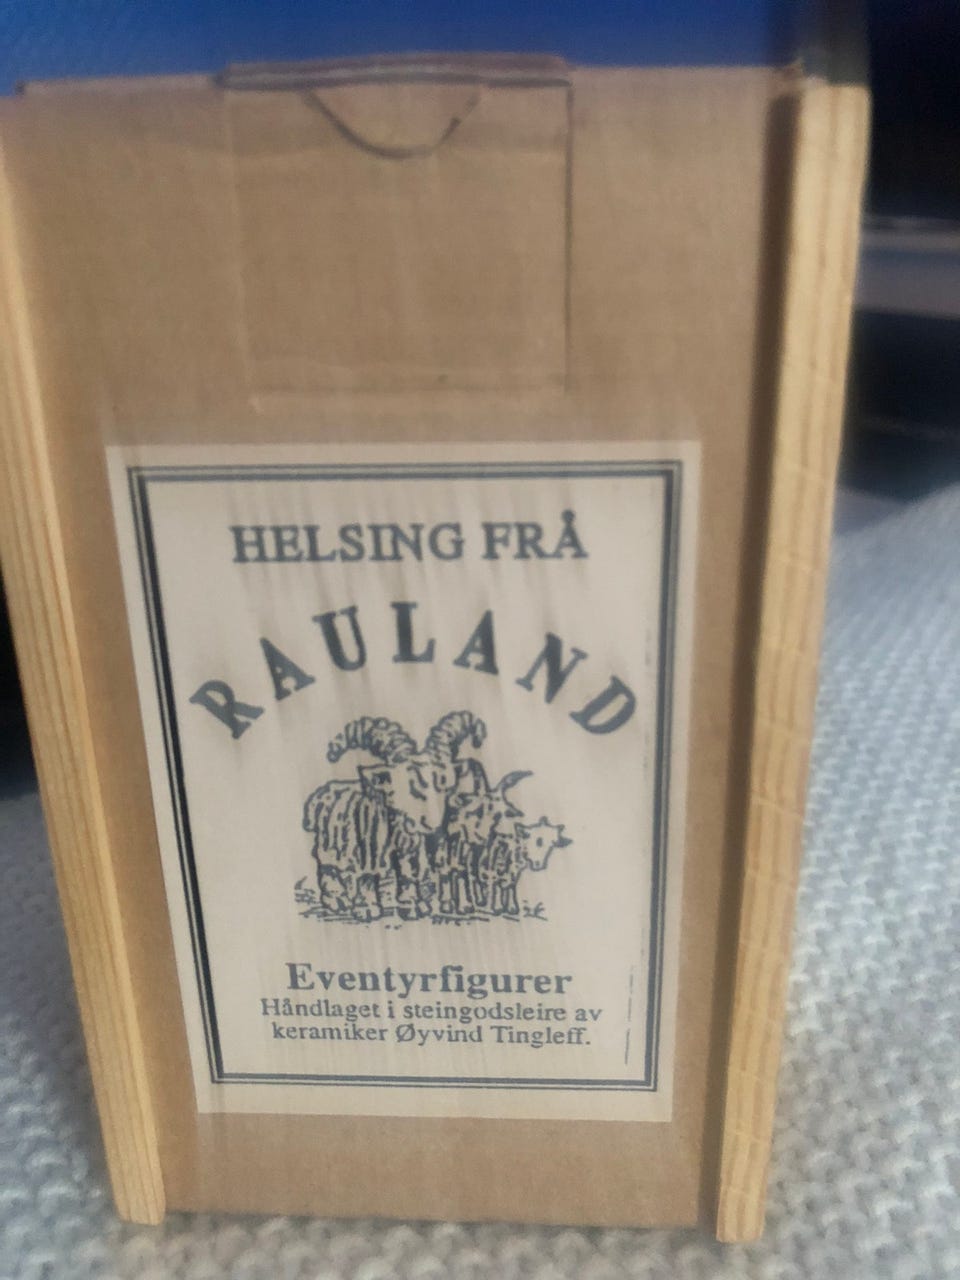 HELSING FRÅ
RAULAND
Eventyrfigurer
Håndlaget i steingodsleire av
keramiker Øyvind Tingleff.